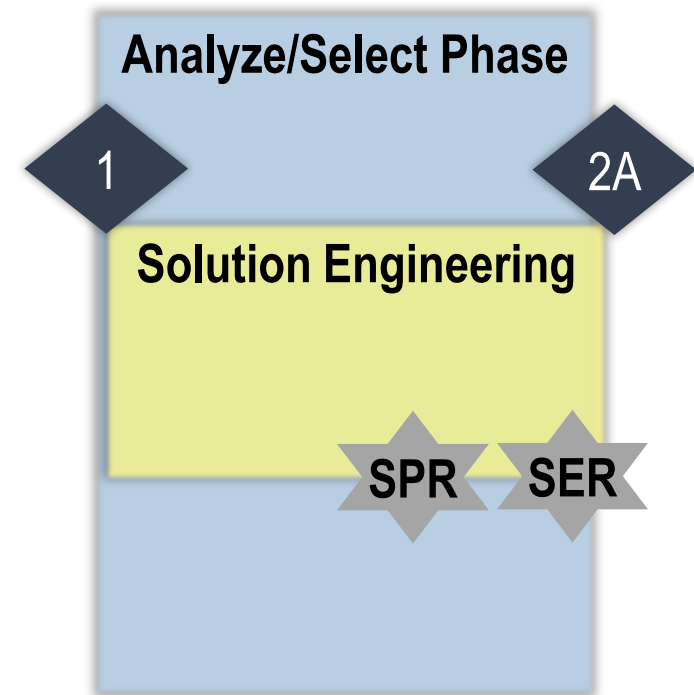 Analyze/Select Phase
1
2A
Solution Engineering
SPR
SER